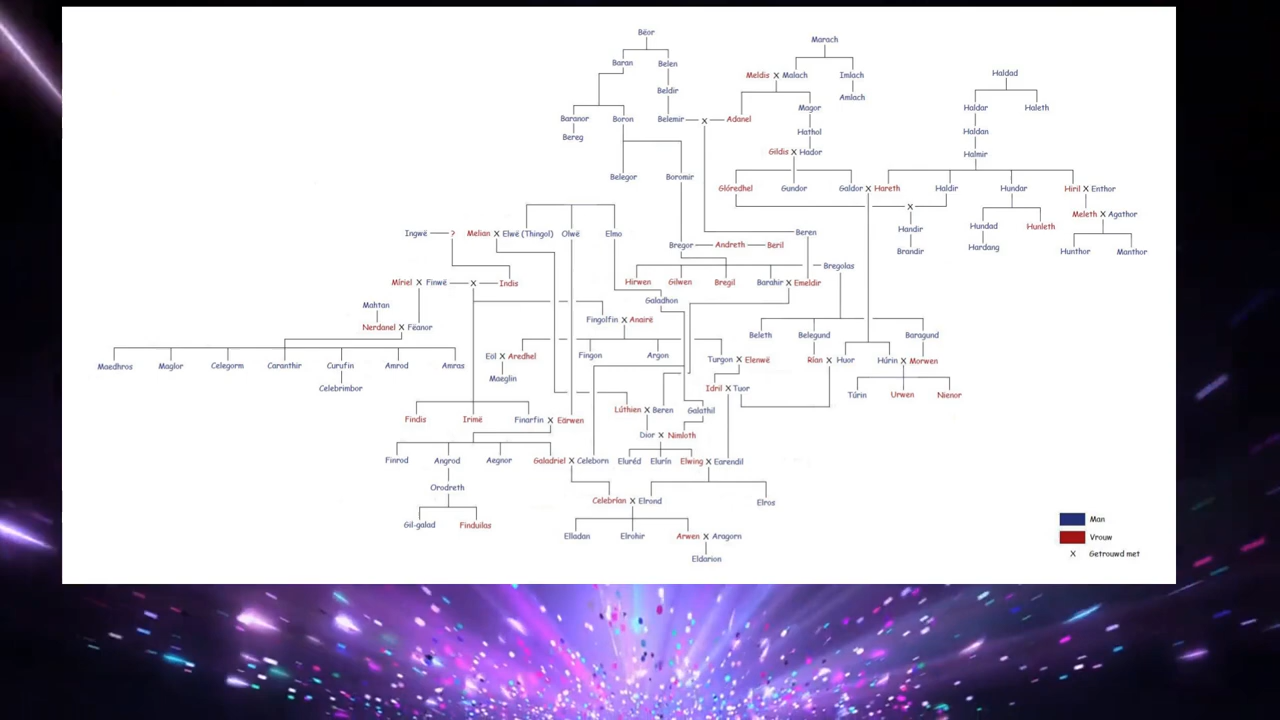 Bëor
Marach
Baran
Belen
Meldis X Malach
Imlach
Haldad
Beldir
Amlach
Magor
Haldar
Haleth
Baranor
Boron
Belemir
X
Adanel
Bereg
Hathol
Haldan
Gildis X Hador
Halmir
Belegor
Boromir
Glóredhel
Gundor
Galdor X Hareth
Haldir
Hundar
Hiril X Enthor
X
Meleth X Agathor
Ingwë
?
Melian X Elwë (Thingol)
Olwë
Elmo
Beren
Handir
Hundad
Hunleth
Bregor
Andreth
Beril
Brandir
Hardang
Hunthor
Manthor
Bregolas
Míriel X Finwë
X
Indis
Hirwen
Gilwen
Bregil
Barahir X Emeldir
Mahtan
Galadhon
Nerdanel X Fëanor
Fingolfin X Anairë
Beleth
Belegund
Baragund
Maedhros
Maglor
Celegorm
Caranthir
Curufin
Amrod
Amras
Eöl X Aredhel
Fingon
Argon
Turgon X Elenwë
Rían X Huor
Húrin X Morwen
Celebrimbor
Maeglin
Idril X Tuor
Túrin
Urwen
Nienor
Findis
Irimë
Finarfin X Eärwen
Lúthien X Beren
Galathil
Dior X Nimloth
Finrod
Angrod
Aegnor
Galadriel X Celeborn
Eluréd
Elurín
Elwing X Earendil
Orodreth
Celebrían X Elrond
Elros
Gil-galad
Finduilas
Elladan
Elrohir
Arwen X Aragorn
Eldarion
Man
Vrouw
X Getrouwd met